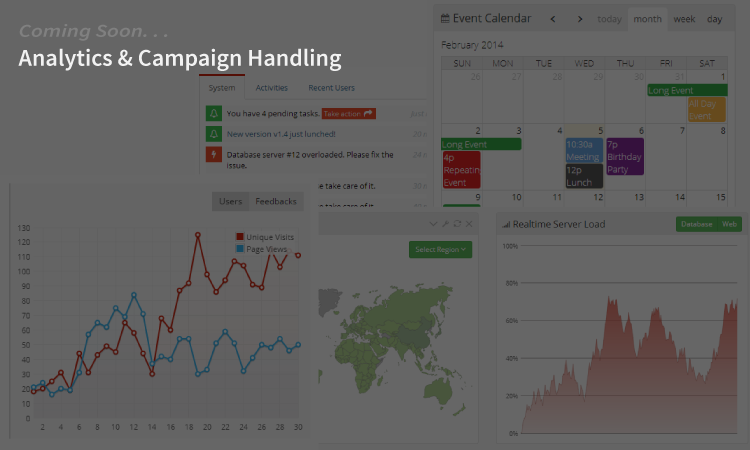 Coming Soon. . .
Analytics & Campaign Handling
Event Calendar
today month week day
February 2014
SUN MON TUE WED THU FRI SAT
26 27 28 29 30 31 1
Long Event
All Day
Event
2 3 4 5 6 7 8
Long Event
4p
Repeatin
Event
10:30a
Meeting
12p
Lunch
7p
Birthday
Party
9 10 11 12 13 14 15
System Activities Recent Users
You have 4 pending tasks. Take action
New version v1.4 just lunched!
Database server #12 overloaded. Please fix the
issue.
take care of it.
take care of it.
Users Feedbacks
Unique Visits
Page Views
130
120
110
100
90
80
70
60
50
40
30
20
10
0
2 4 6 8 10 12 14 16 18 20 22 24 26 28 30
Select Region
Realtime Server Load
Database Web
100%
80%
60%
40%
20%
0%